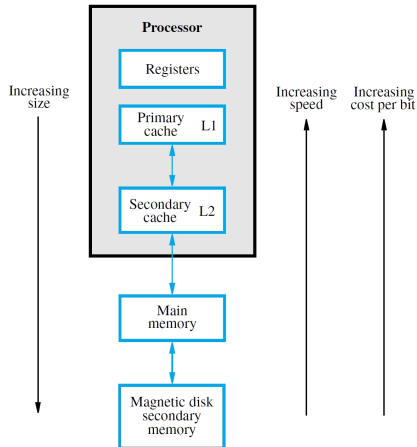 Processor
Registers
Increasing
size
Primary
cache L1
Increasing
speed
Increasing
cost per bit
Secondary
cache L2
Main
memory
Magnetic disk
secondary
memory